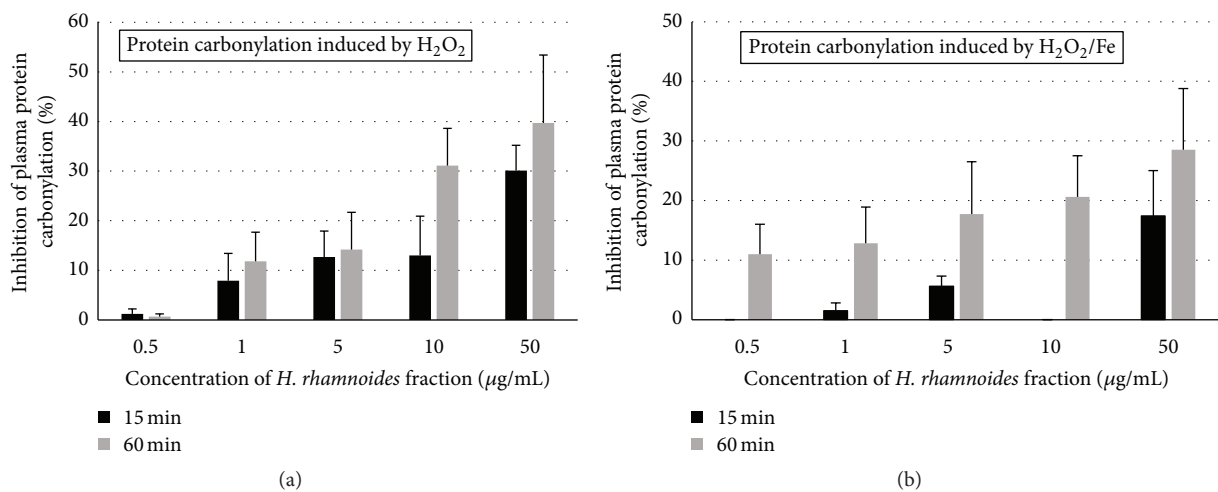 Protein carbonylation induced by H₂O₂
Inhibition of plasma protein
carbonylation (%)
60
50
40
30
20
10
0
0.5 1 5 10 50
Concentration of H. rhamnoides fraction (μg/mL)
15 min
60 min
(a)
Protein carbonylation induced by H₂O₂/Fe
Inhibition of plasma protein
carbonylation (%)
50
40
30
20
10
0
0.5 1 5 10 50
Concentration of H. rhamnoides fraction (μg/mL)
15 min
60 min
(b)